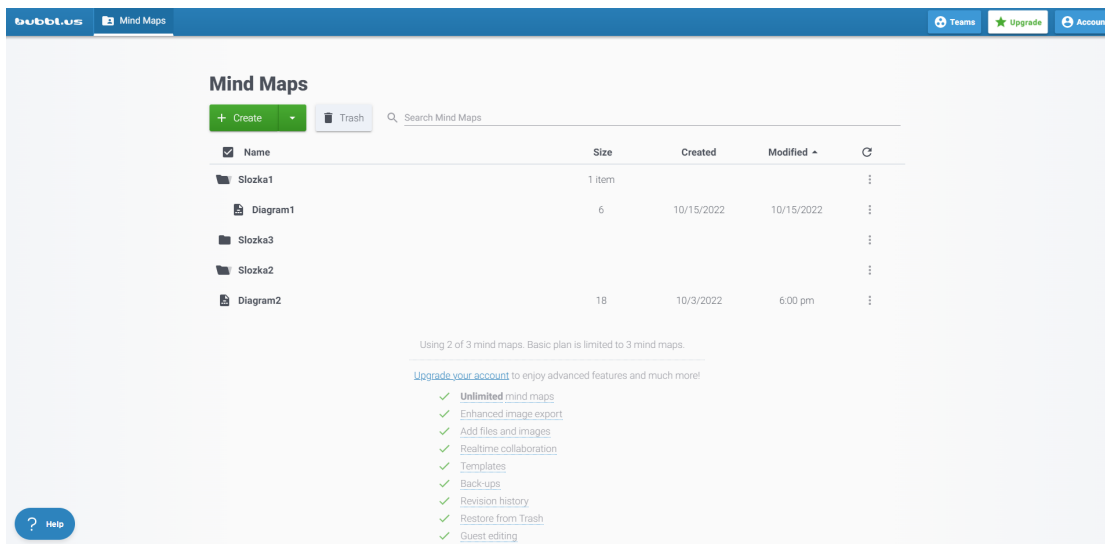 bubbl.us Mind Maps Teams Upgrade Accoun
Mind Maps
+ Create Trash Search Mind Maps
Name Size Created Modified
Slozka1 1 item
Diagram1 6 10/15/2022 10/15/2022
Slozka3
Slozka2
Diagram2 18 10/3/2022 6:00 pm
Using 2 of 3 mind maps. Basic plan is limited to 3 mind maps.
Upgrade your account to enjoy advanced features and much more!
Unlimited mind maps
Enhanced image export
Add files and images
Realtime collaboration
Templates
Back-ups
Revision history
Restore from Trash
Guest editing
? Help